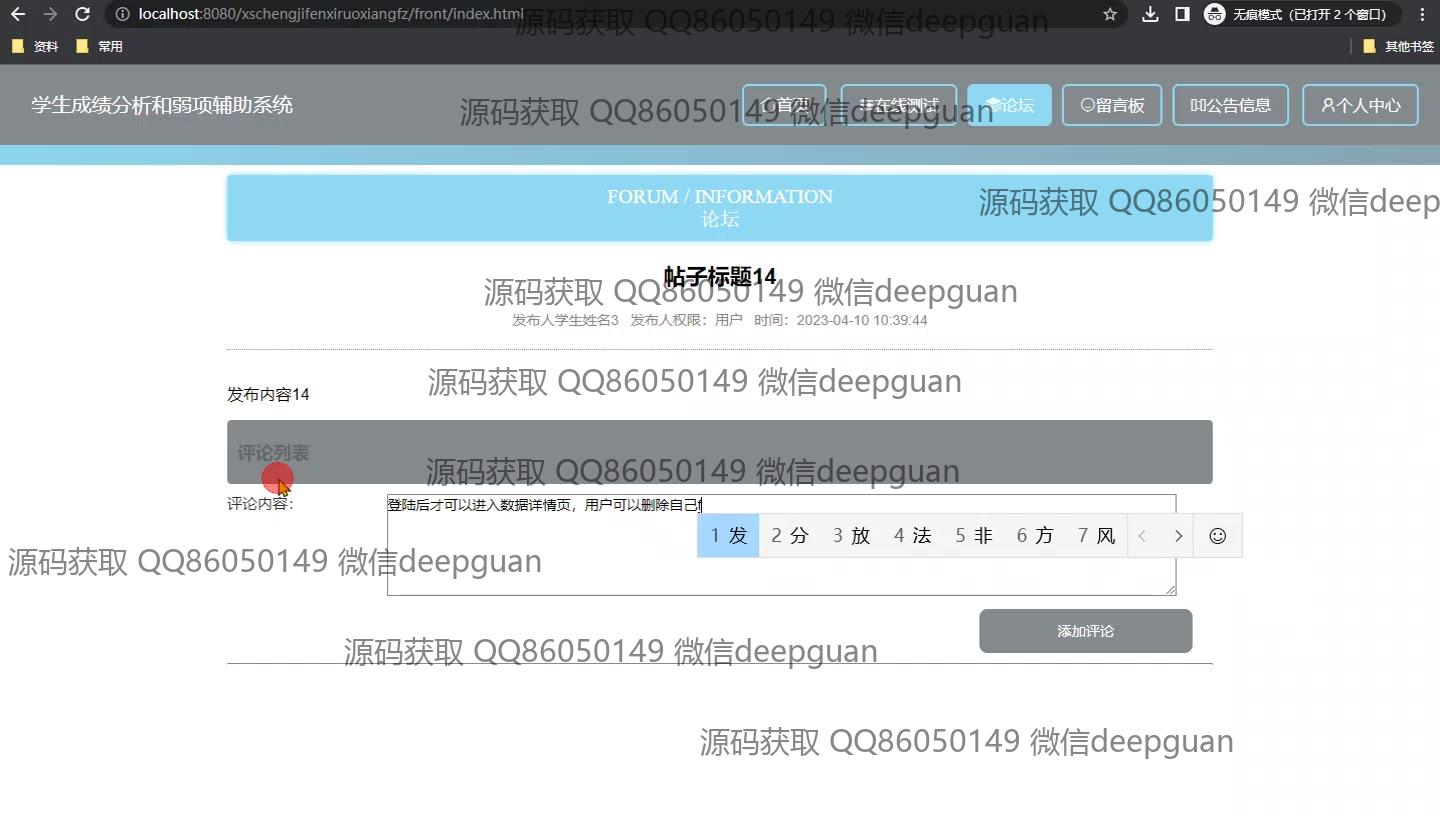 localhost:8080/xschengjifenxiruoxiangfz/front/index.html
无痕模式（已打开 2 个窗口）
资料 常用 其他书签
源码获取 QQ86050149 微信deepguan
学生成绩分析和弱项辅助系统
首页 在线测试 论坛 留言板 公告信息 个人中心
源码获取 QQ86050149 微信deepguan
FORUM / INFORMATION
论坛
源码获取 QQ86050149 微信deep
帖子标题14
源码获取 QQ86050149 微信deepguan
发布人学生姓名3 发布人权限：用户 时间：2023-04-10 10:39:44
源码获取 QQ86050149 微信deepguan
发布内容14
评论列表
源码获取 QQ86050149 微信deepguan
评论内容：
登陆后才可以进入数据详情页，用户可以删除自己f
1 发 2 分 3 放 4 法 5 非 6 方 7 风
源码获取 QQ86050149 微信deepguan
添加评论
源码获取 QQ86050149 微信deepguan
源码获取 QQ86050149 微信deepguan